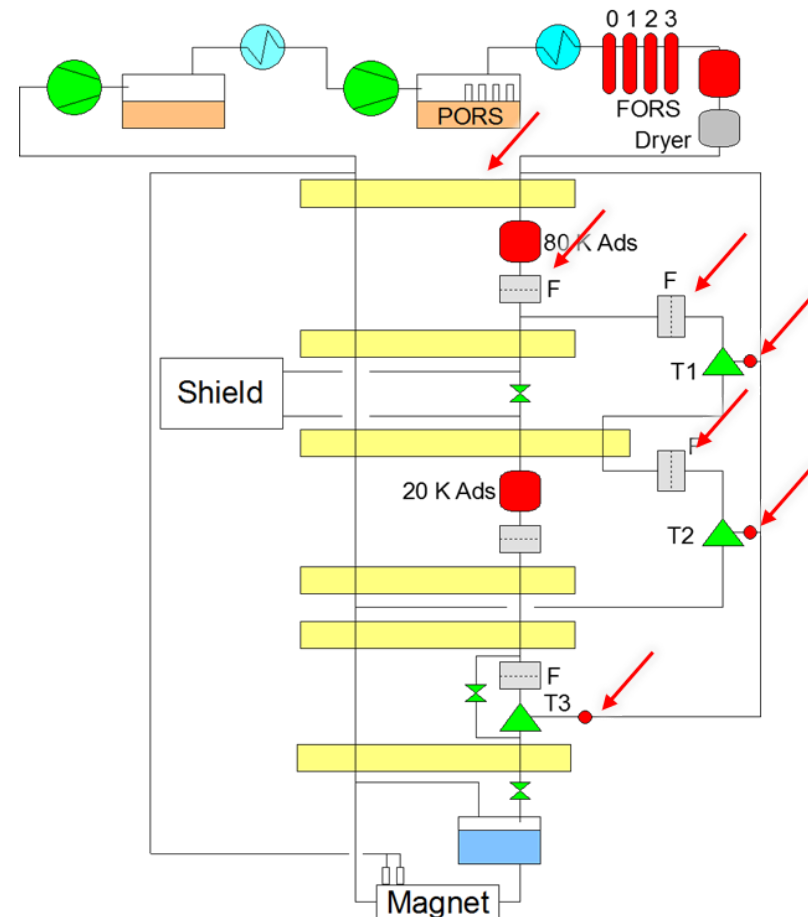 0 1 2 3
PORS
FORS
Dryer
80 K Ads
F
F
T1
Shield
F
20 K Ads
T2
F
T3
Magnet